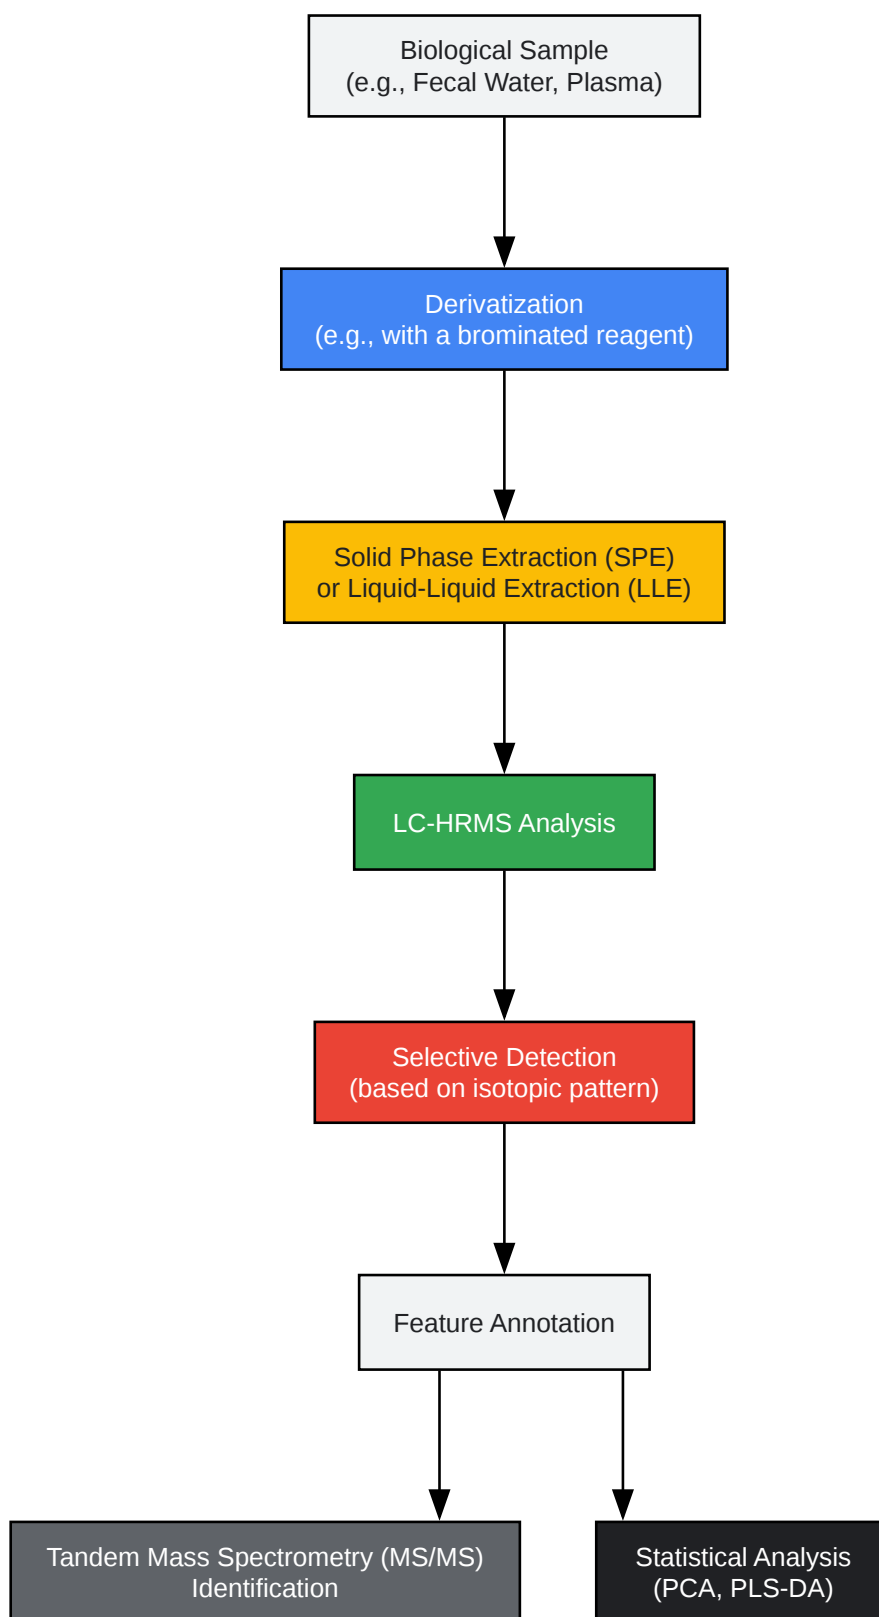 Biological Sample
(e.g., Fecal Water, Plasma)
Derivatization
(e.g., with a brominated reagent)
Solid Phase Extraction (SPE)
or Liquid-Liquid Extraction (LLE)
LC-HRMS Analysis
Selective Detection
(based on isotopic pattern)
Feature Annotation
Tandem Mass Spectrometry (MS/MS)
Identification
Statistical Analysis
(PCA, PLS-DA)